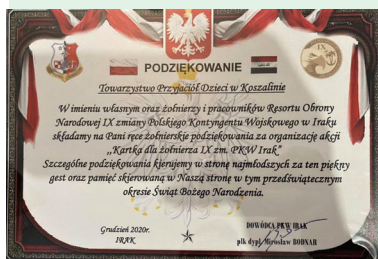 PODZIĘKOWANIE
Towarzystwo Przyjaciół Dzieci w Koszalinie
W imieniu własnym oraz żołnierzy i pracowników Resortu Obrony
Narodowej IX zmiany Polskiego Kontyngentu Wojskowego w Iraku
składamy na Pani ręce żołnierskie podziękowania za organizację akcji
,,Kartka dla żołnierza IX zm. PKW Irak"
Szczególne podziękowania kierujemy w stronę najmłodszych za ten piękny
gest oraz pamięć skierowaną w Naszą stronę w tym przedświątecznym
okresie Świąt Bożego Narodzenia.
Grudzień 2020r.
IRAK
DOWÓDCA PKW IRAK
płk dypl. Mirosław BODNAR